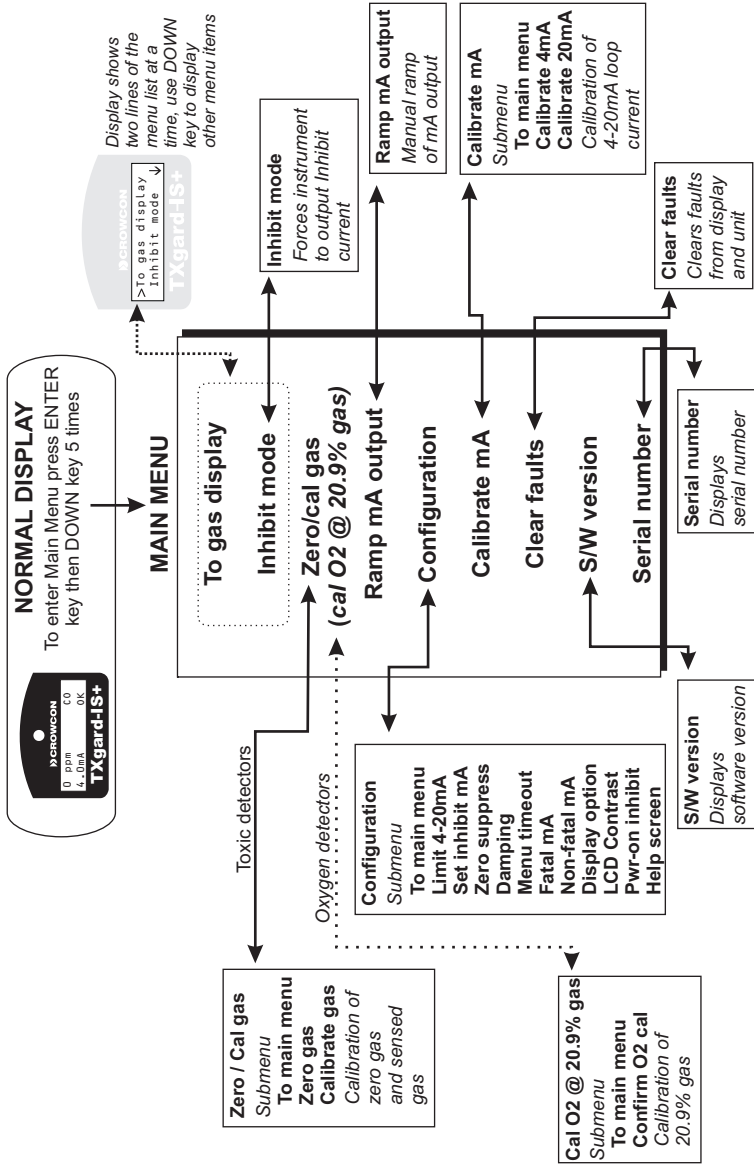 NORMAL DISPLAY
To enter Main Menu press ENTER
key then DOWN key 5 times
CROWCON
0 ppm CO
4.0mA OK
TXgard-IS+
CROWCON
>To gas display
Inhibit mode ↓
TXgard-IS+
Display shows
two lines of the
menu list at a
time, use DOWN
key to display
other menu items
MAIN MENU
To gas display
Inhibit mode
Zero/cal gas
(cal O2 @ 20.9% gas)
Ramp mA output
Configuration
Calibrate mA
Clear faults
S/W version
Serial number
Toxic detectors
Oxygen detectors
Zero / Cal gas
Submenu
To main menu
Zero gas
Calibrate gas
Calibration of
zero gas
and sensed
gas
Cal O2 @ 20.9% gas
Submenu
To main menu
Confirm O2 cal
Calibration of
20.9% gas
Configuration
Submenu
To main menu
Limit 4-20mA
Set inhibit mA
Zero suppress
Damping
Menu timeout
Fatal mA
Non-fatal mA
Display option
LCD Contrast
Pwr-on inhibit
Help screen
S/W version
Displays
software version
Serial number
Displays
serial number
Inhibit mode
Forces instrument
to output Inhibit
current
Ramp mA output
Manual ramp
of mA output
Calibrate mA
Submenu
To main menu
Calibrate 4mA
Calibrate 20mA
Calibration of
4-20mA loop
current
Clear faults
Clears faults
from display
and unit